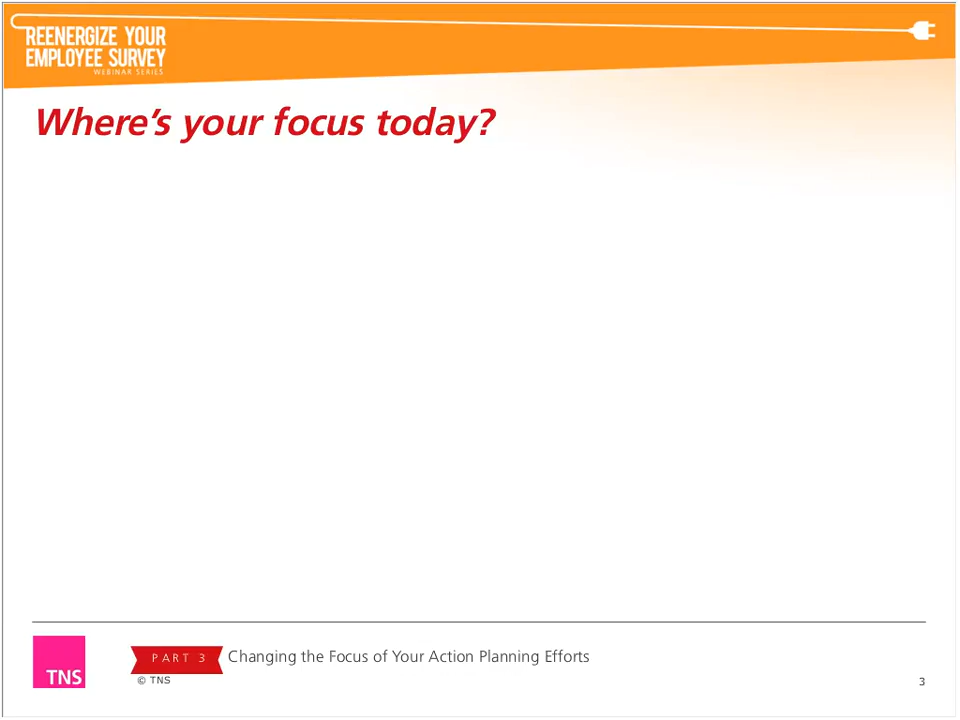 REENERGIZE YOUR
EMPLOYEE SURVEY
WEBINAR SERIES
Where's your focus today?
TNS
PART 3
Changing the Focus of Your Action Planning Efforts
© TNS
3